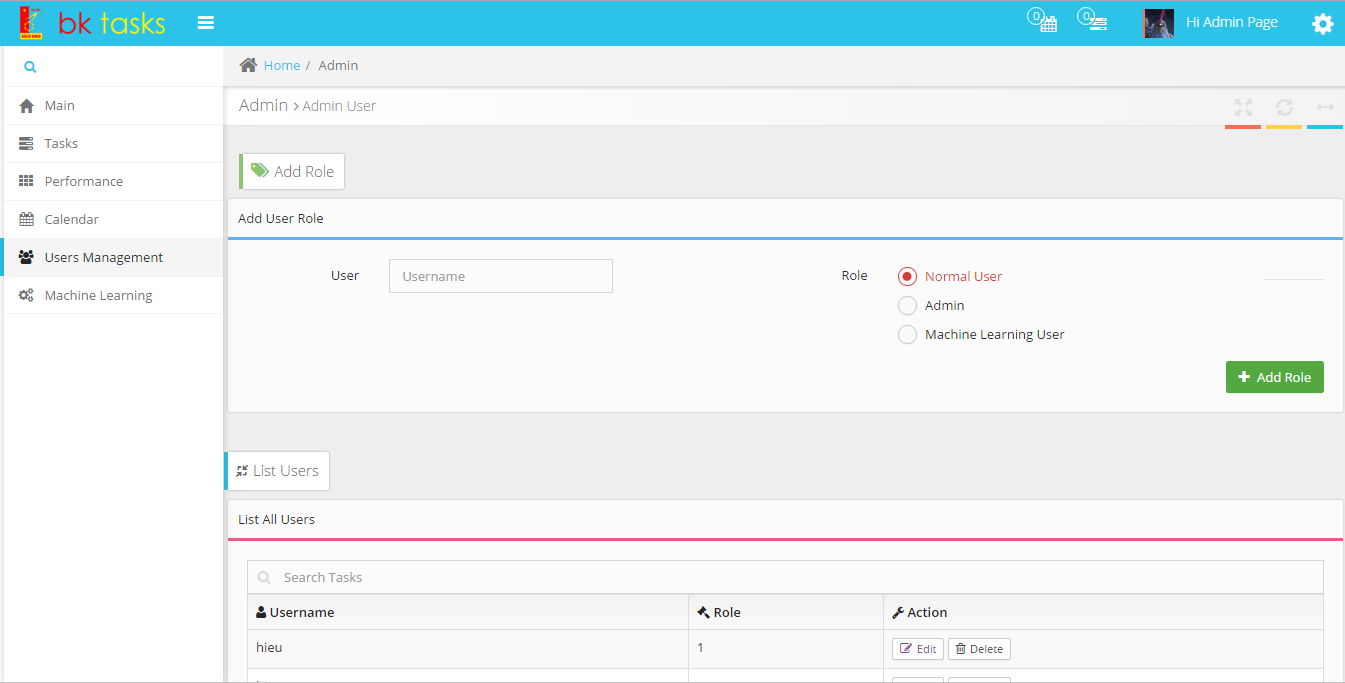 bk tasks
0
0
Hi Admin Page
Home / Admin
Main
Tasks
Performance
Calendar
Users Management
Machine Learning
Admin > Admin User
Add Role
Add User Role
User
Username
Role
Normal User
Admin
Machine Learning User
Add Role
List Users
List All Users
Search Tasks
Username Role Action
hieu 1 Edit Delete